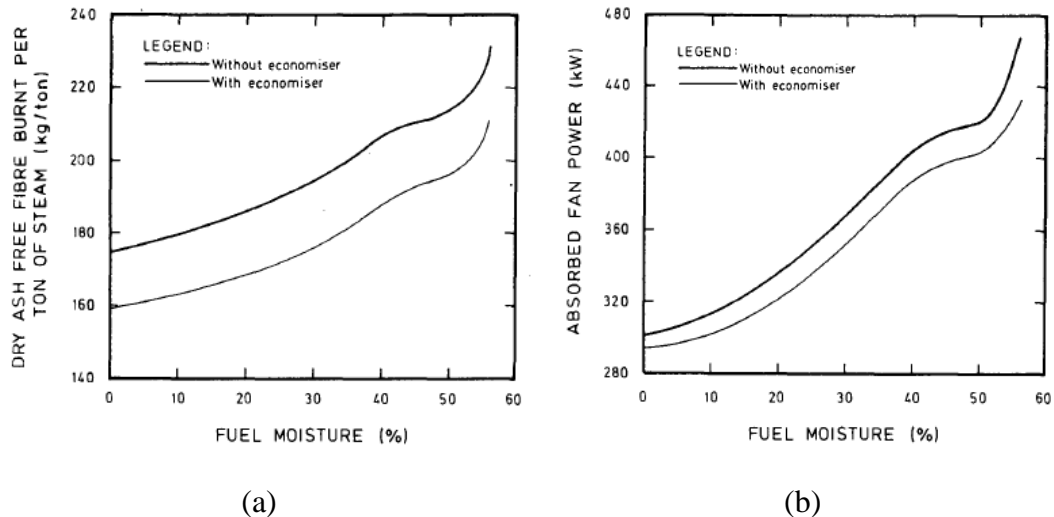 DRY ASH FREE FIBRE BURNT PER
TON OF STEAM (kg/ton)
240
220
200
180
160
140
LEGEND:
Without economiser
With economiser
0 10 20 30 40 50 60
FUEL MOISTURE (%)
(a)
ABSORBED FAN POWER (kW)
480
440
400
360
320
280
LEGEND:
Without economiser
With economiser
0 10 20 30 40 50 60
FUEL MOISTURE (%)
(b)